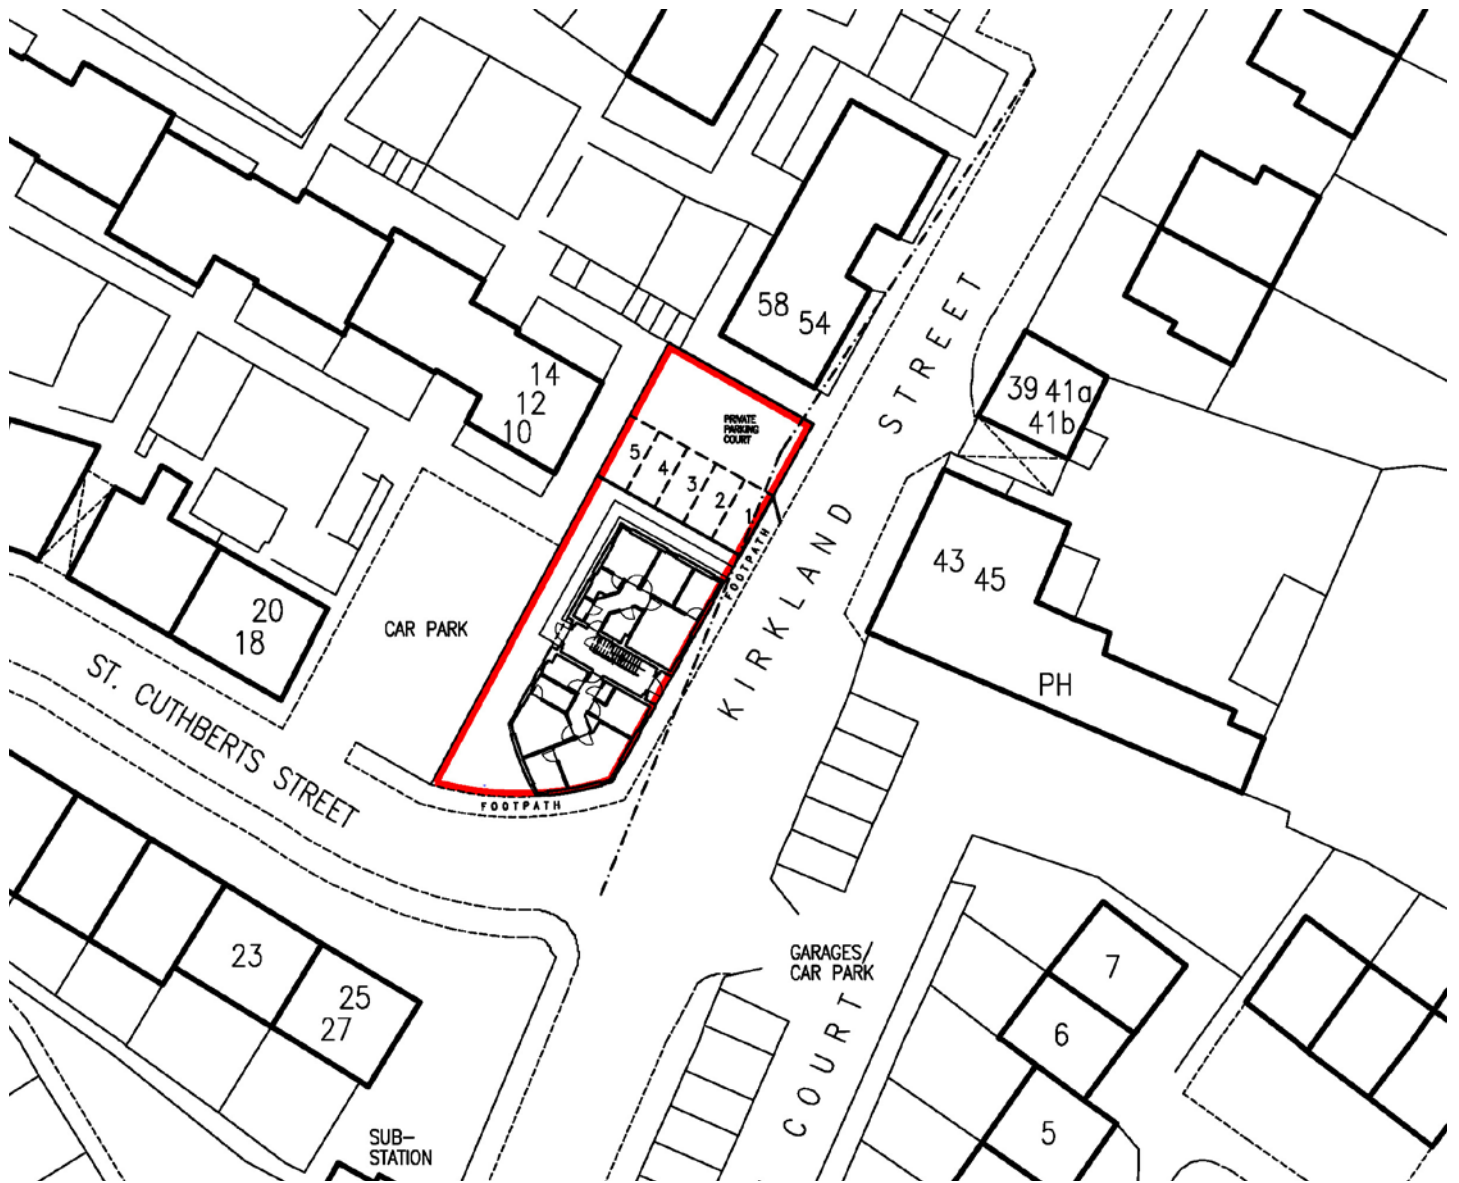 58 54
39 41a
41b
14
12
10
PRIVATE
PARKING
COURT
5
4
3
2
1
FOOTPATH
KIRKLAND STREET
43 45
PH
CAR PARK
20
18
ST. CUTHBERTS STREET
FOOTPATH
23
25
27
GARAGES/
CAR PARK
COURT
7
6
5
SUB-
STATION